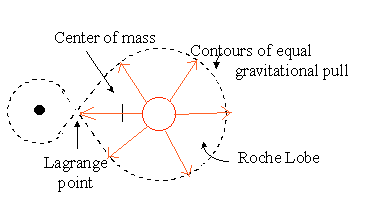 Center of mass
Contours of equal
gravitational pull
Lagrange
point
Roche Lobe